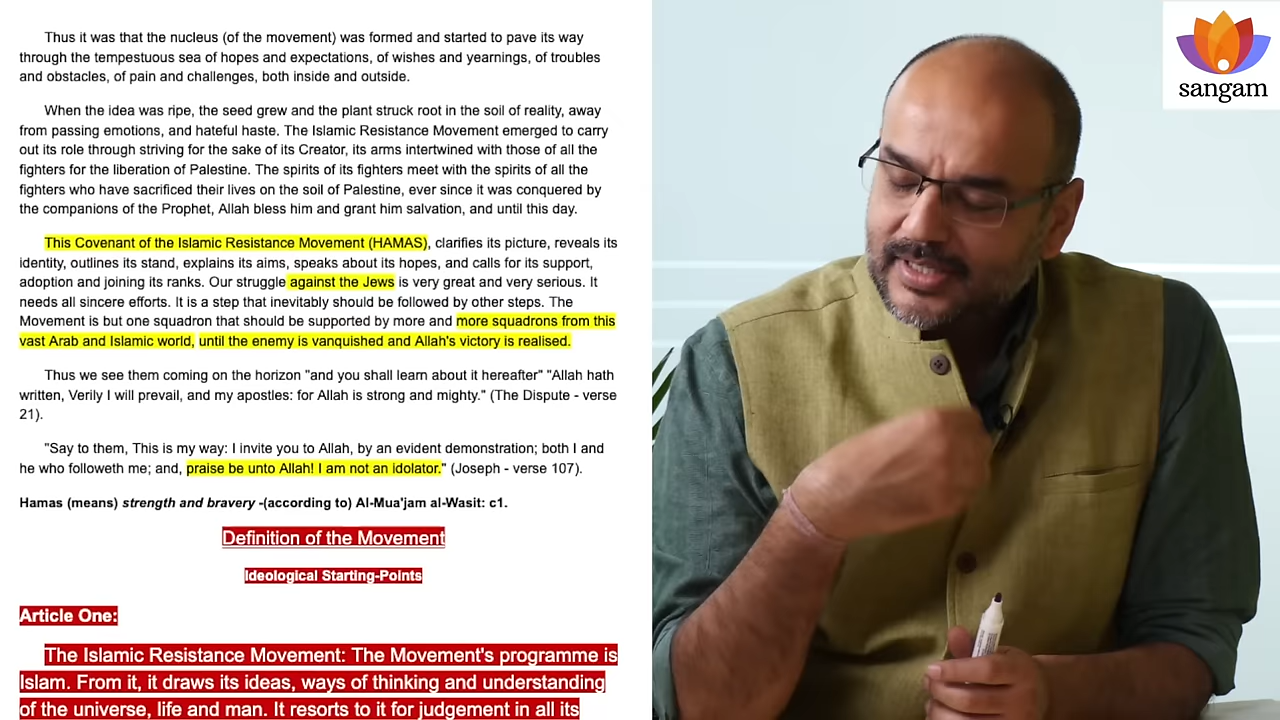 Thus it was that the nucleus (of the movement) was formed and started to pave its way
through the tempestuous sea of hopes and expectations, of wishes and yearnings, of troubles
and obstacles, of pain and challenges, both inside and outside.
When the idea was ripe, the seed grew and the plant struck root in the soil of reality, away
from passing emotions, and hateful haste. The Islamic Resistance Movement emerged to carry
out its role through striving for the sake of its Creator, its arms intertwined with those of all the
fighters for the liberation of Palestine. The spirits of its fighters meet with the spirits of all the
fighters who have sacrificed their lives on the soil of Palestine, ever since it was conquered by
the companions of the Prophet, Allah bless him and grant him salvation, and until this day.
This Covenant of the Islamic Resistance Movement (HAMAS), clarifies its picture, reveals its
identity, outlines its stand, explains its aims, speaks about its hopes, and calls for its support,
adoption and joining its ranks. Our struggle against the Jews is very great and very serious. It
needs all sincere efforts. It is a step that inevitably should be followed by other steps. The
Movement is but one squadron that should be supported by more and more squadrons from this
vast Arab and Islamic world, until the enemy is vanquished and Allah's victory is realised.
Thus we see them coming on the horizon "and you shall learn about it hereafter" "Allah hath
written, Verily I will prevail, and my apostles: for Allah is strong and mighty." (The Dispute - verse
21).
"Say to them, This is my way: I invite you to Allah, by an evident demonstration; both I and
he who followeth me; and, praise be unto Allah! I am not an idolator." (Joseph - verse 107).
Hamas (means) strength and bravery -(according to) Al-Mua'jam al-Wasit: c1.
Definition of the Movement
Ideological Starting-Points
Article One:
The Islamic Resistance Movement: The Movement's programme is
Islam. From it, it draws its ideas, ways of thinking and understanding
of the universe, life and man. It resorts to it for judgement in all its
sangam